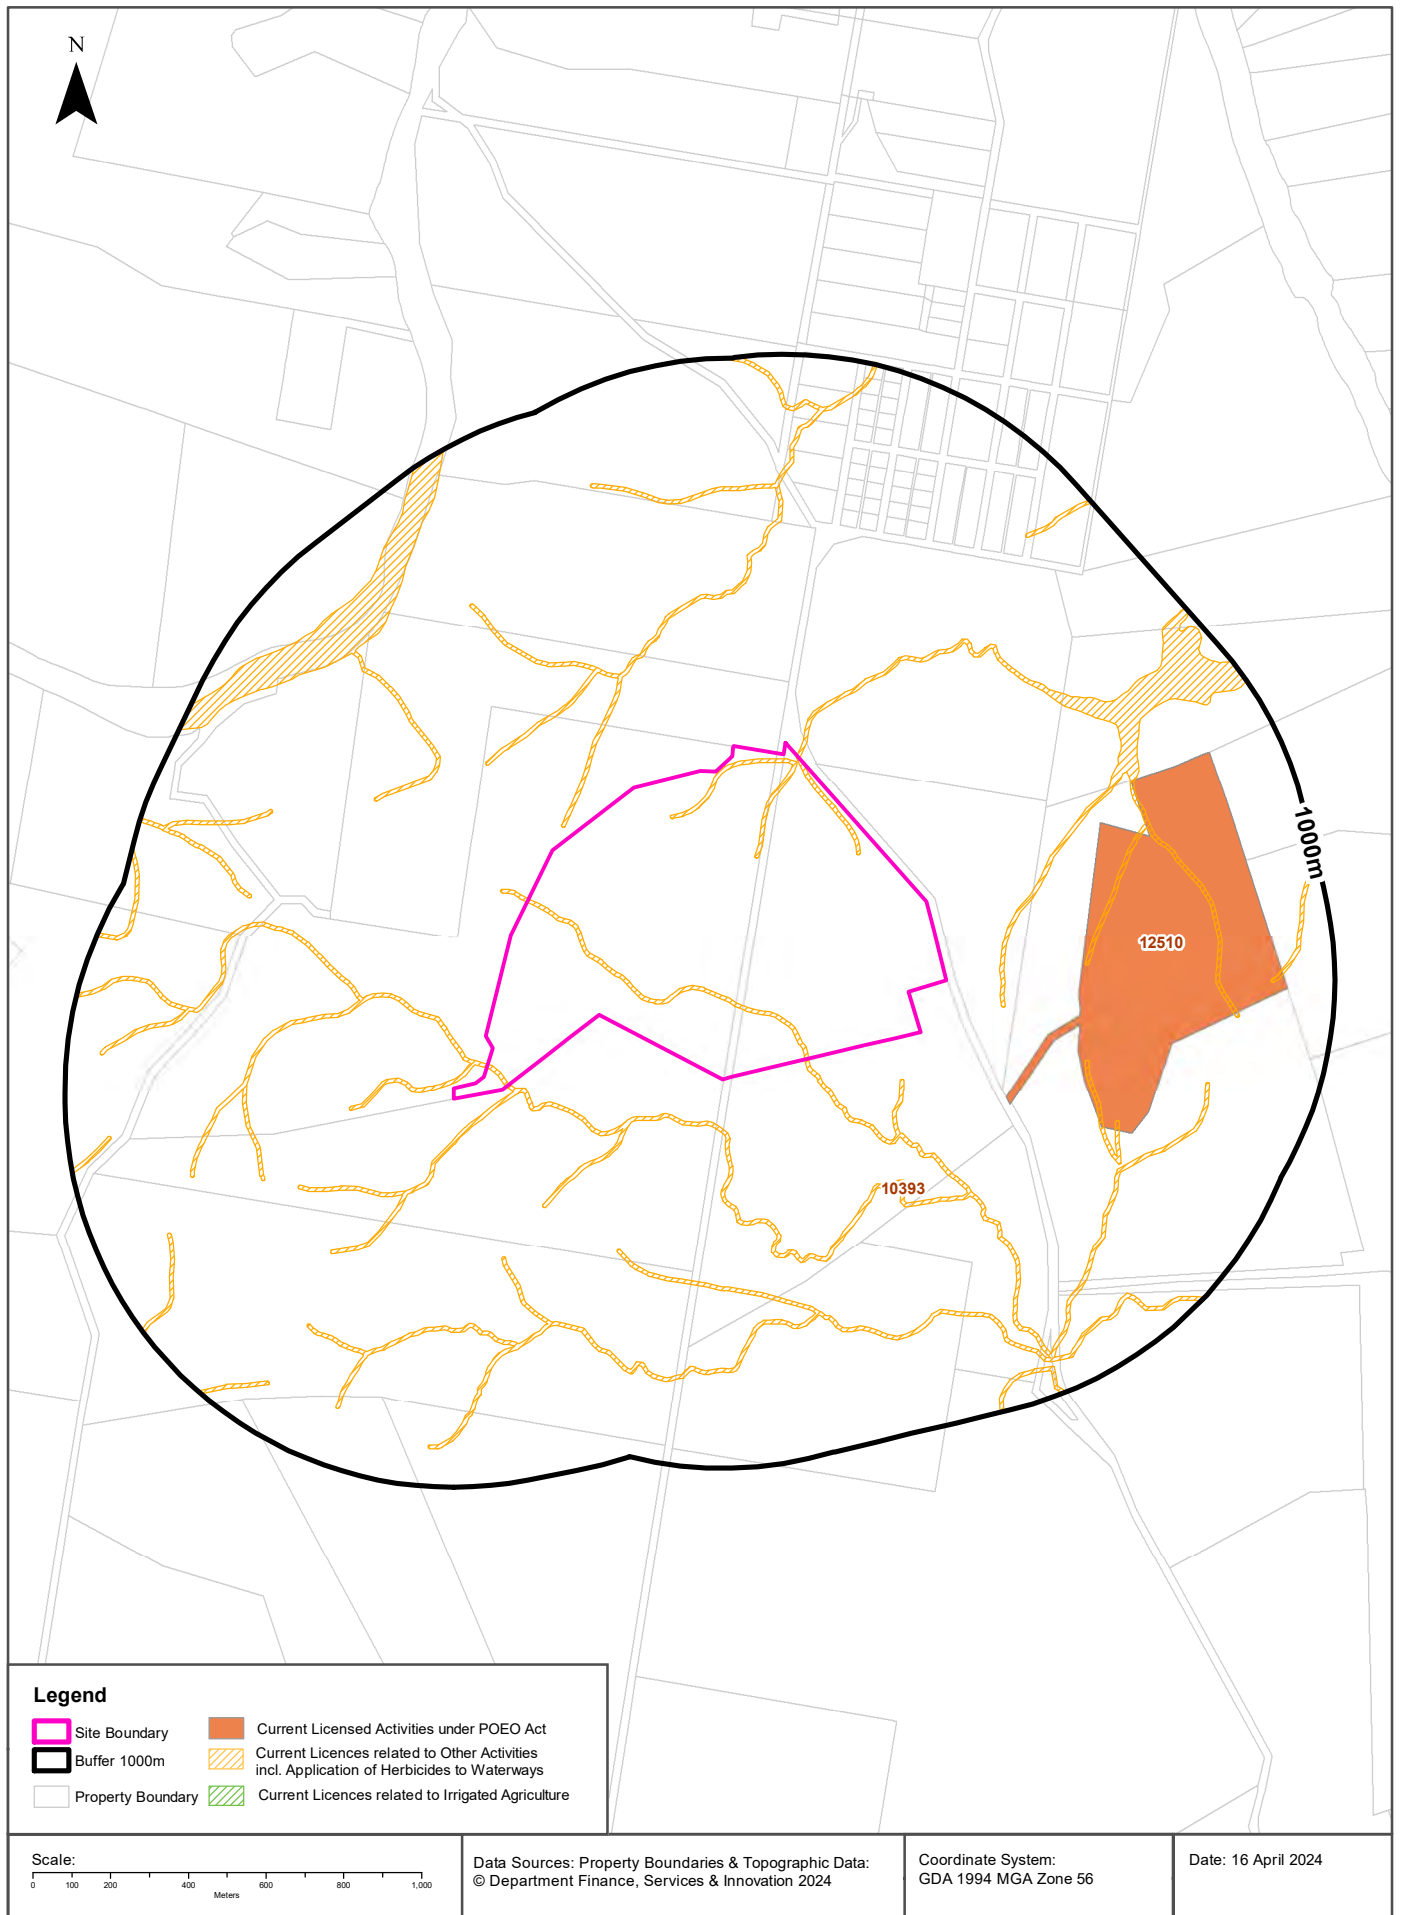 N
1000m
12510
10393
Legend
Site Boundary
Buffer 1000m
Property Boundary
Current Licensed Activities under POEO Act
Current Licences related to Other Activities
incl. Application of Herbicides to Waterways
Current Licences related to Irrigated Agriculture
Scale:
0 100 200 400 600 800 1,000
Meters
Data Sources: Property Boundaries & Topographic Data:
© Department Finance, Services & Innovation 2024
Coordinate System:
GDA 1994 MGA Zone 56
Date: 16 April 2024